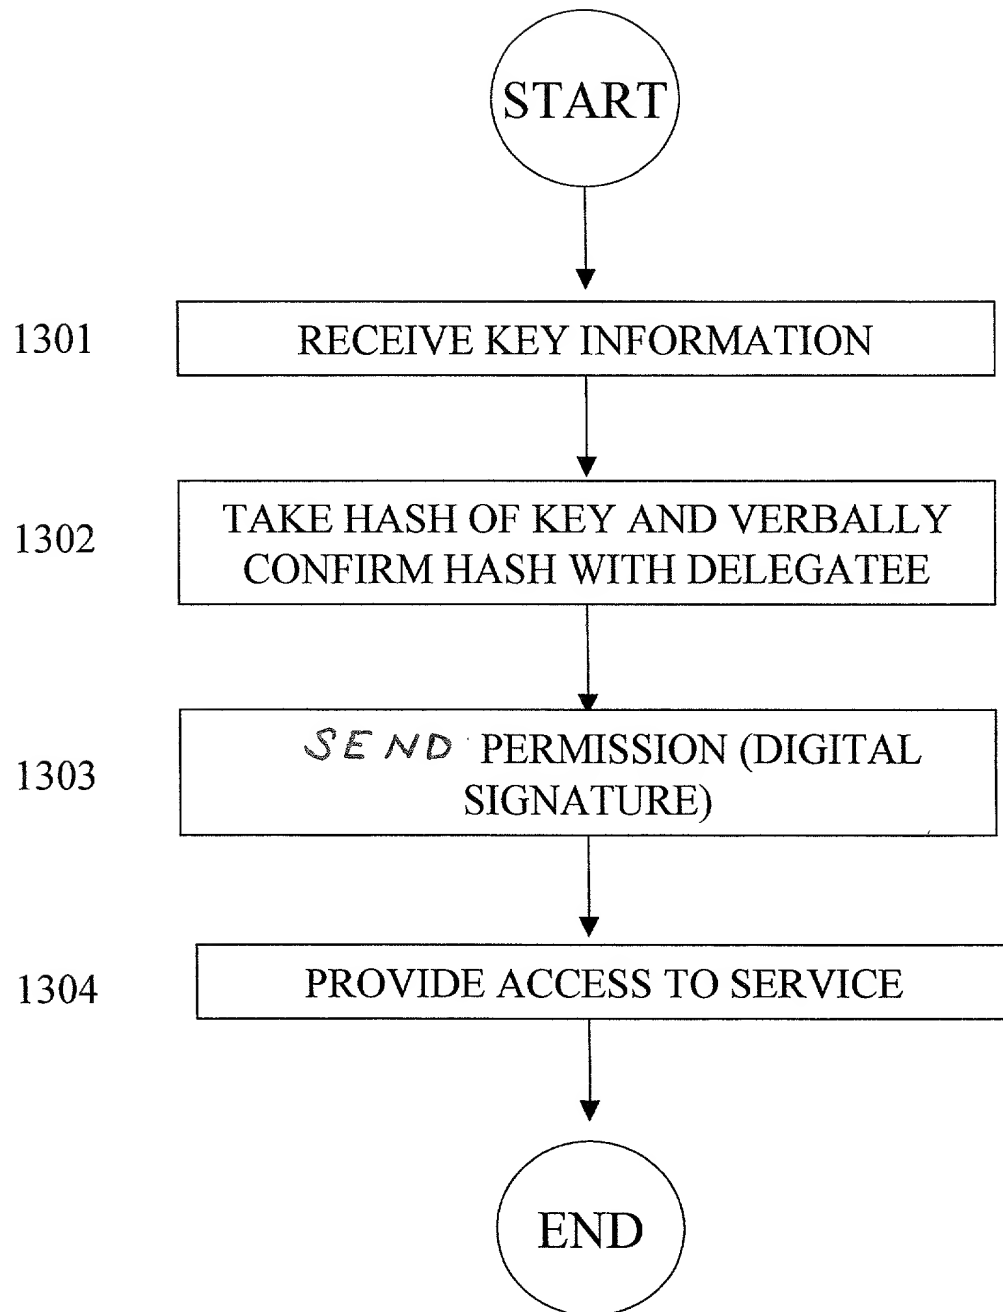 START
1301
RECEIVE KEY INFORMATION
1302
TAKE HASH OF KEY AND VERBALLY
CONFIRM HASH WITH DELEGATEE
1303
SEND PERMISSION (DIGITAL
SIGNATURE)
1304
PROVIDE ACCESS TO SERVICE
END